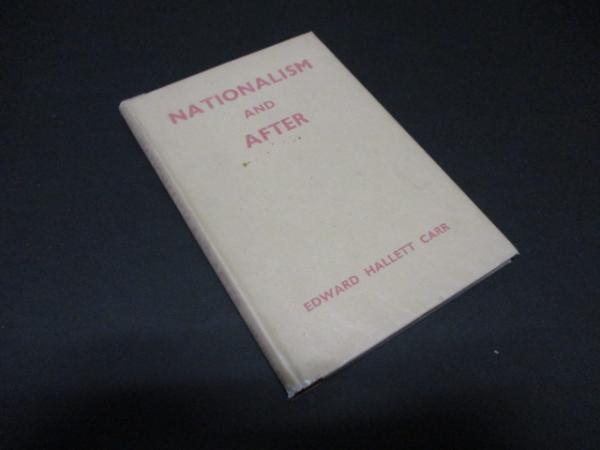 NATIONALISM
AND
AFTER
EDWARD HALLETT CARR